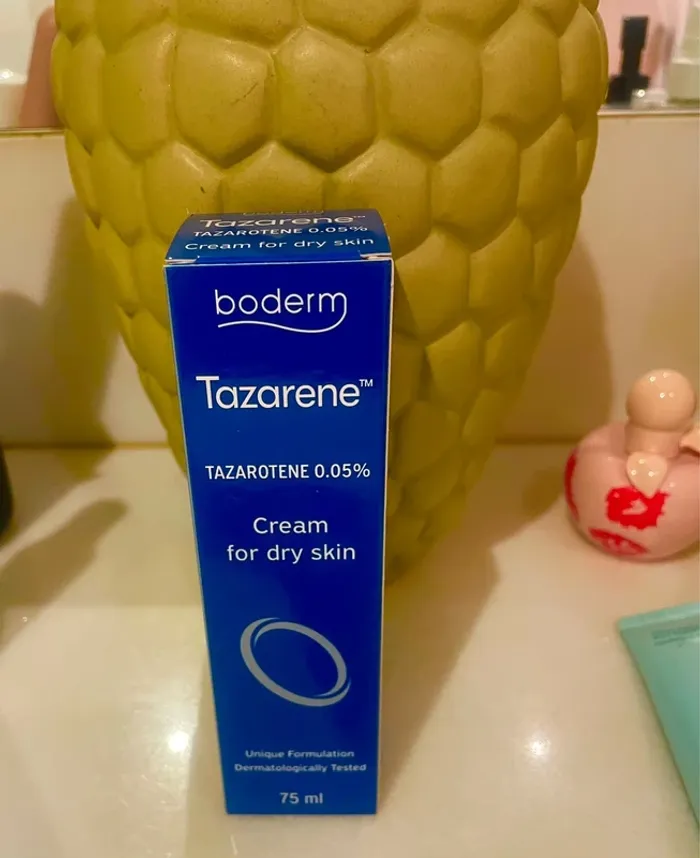 boderm
Tazarene™
TAZAROTENE 0.05%
Cream for dry skin
boderm
Tazarene™
TAZAROTENE 0.05%
Cream
for dry skin
Unique Formulation
Dermatologically Tested
75 ml